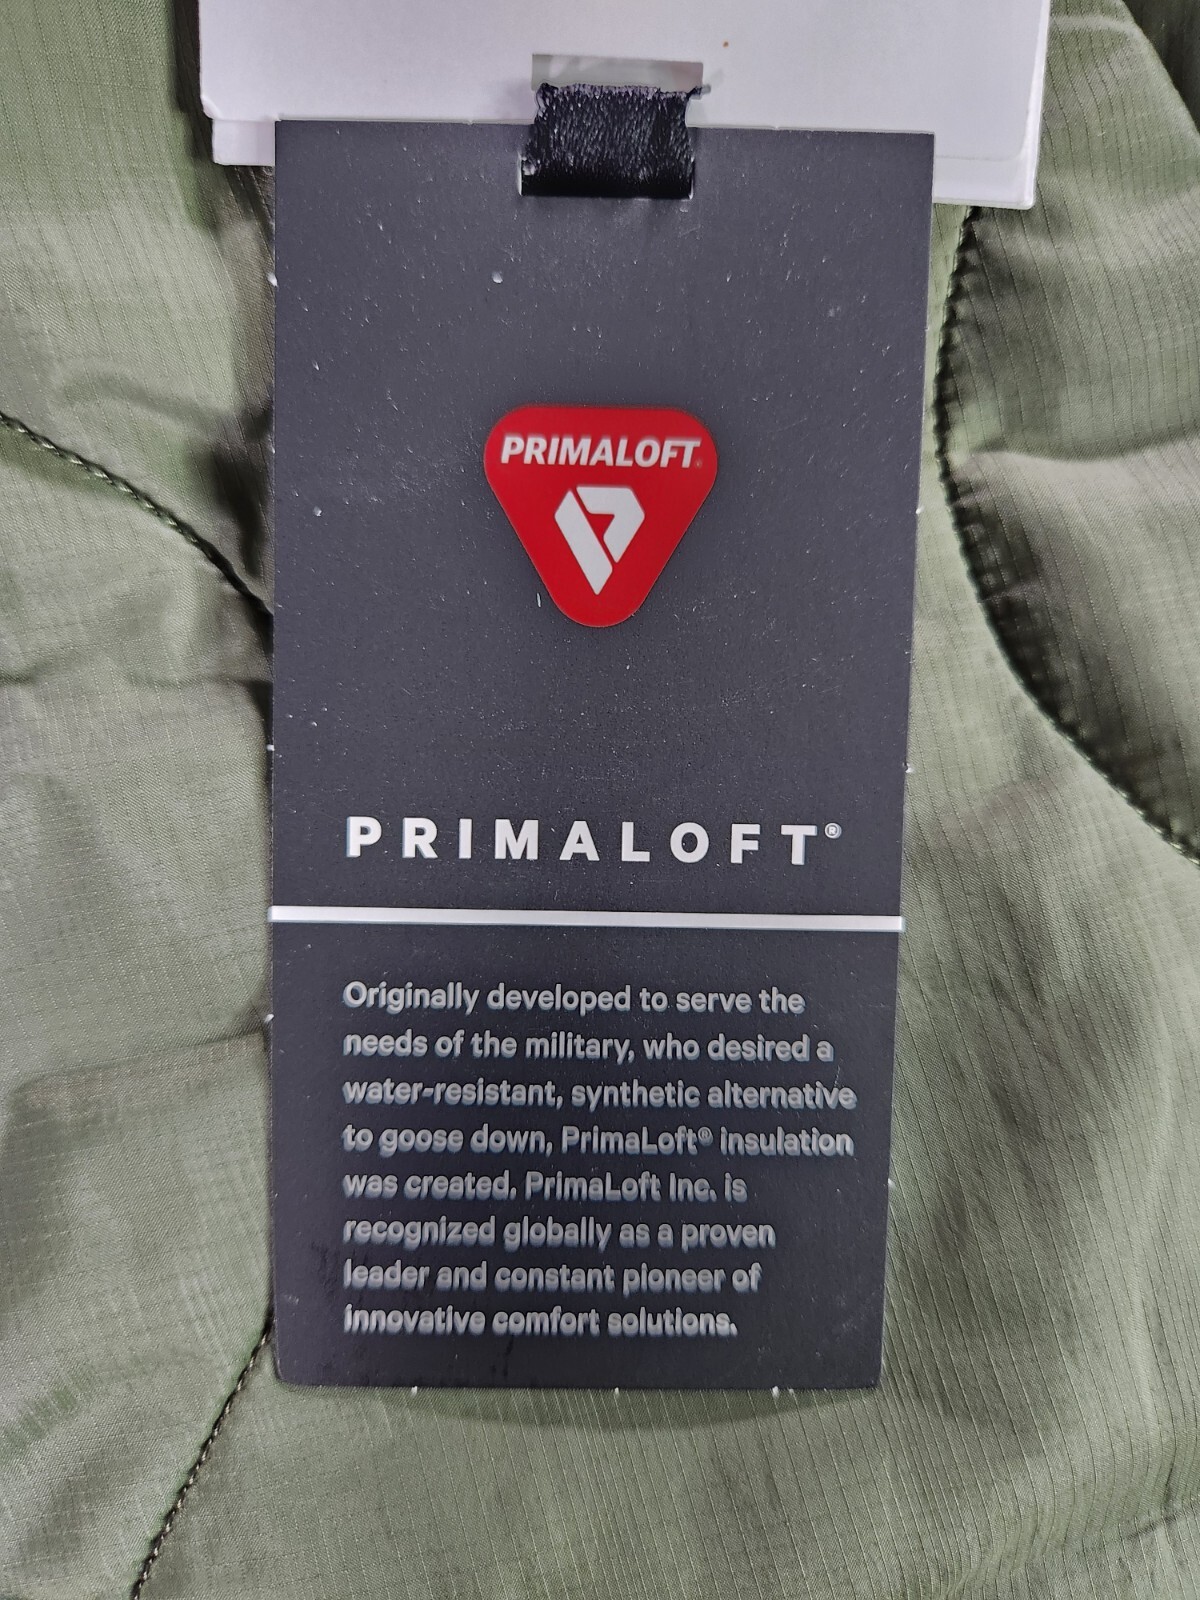 PRIMALOFT®
PRIMALOFT®
Originally developed to serve the
needs of the military, who desired a
water-resistant, synthetic alternative
to goose down, PrimaLoft® insulation
was created. PrimaLoft Inc. is
recognized globally as a proven
leader and constant pioneer of
innovative comfort solutions.